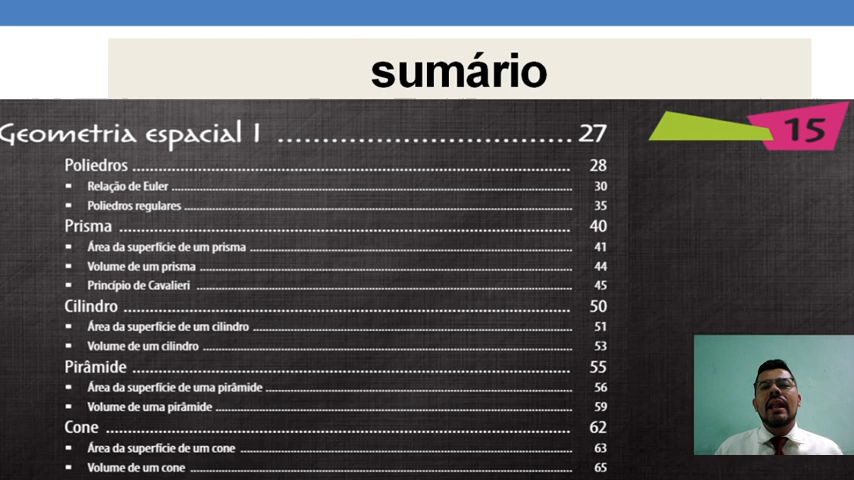 sumário
Geometria espacial I ........................................ 27
15
Poliedros ........................................ 28
▪ Relação de Euler ........................................ 30
▪ Poliedros regulares ........................................ 35
Prisma ........................................ 40
▪ Área da superfície de um prisma ........................................ 41
▪ Volume de um prisma ........................................ 44
▪ Princípio de Cavalieri ........................................ 45
Cilindro ........................................ 50
▪ Área da superfície de um cilindro ........................................ 51
▪ Volume de um cilindro ........................................ 53
Pirâmide ........................................ 55
▪ Área da superfície de uma pirâmide ........................................ 56
▪ Volume de uma pirâmide ........................................ 59
Cone ........................................ 62
▪ Área da superfície de um cone ........................................ 63
▪ Volume de um cone ........................................ 65